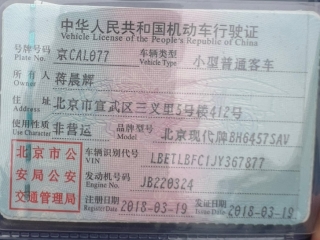 中华人民共和国机动车行驶证
Vehicle License of the People's Republic of China
号牌号码 京CAL077 车辆类型 小型普通客车
Plate No. Vehicle Type
所有人 蒋晨辉
住址 北京市宣武区三义里5号楼412号
使用性质 非营运 品牌型号 北京现代牌BH6457SAV
Use Character
北京市公
安局公安
交通管理局
车辆识别代号 LBETLBFC1JY367877
VIN
发动机号码 JB220324
Engine No.
注册日期 2018-03-19 发证日期 2018-03-19
Register Date Issue Date